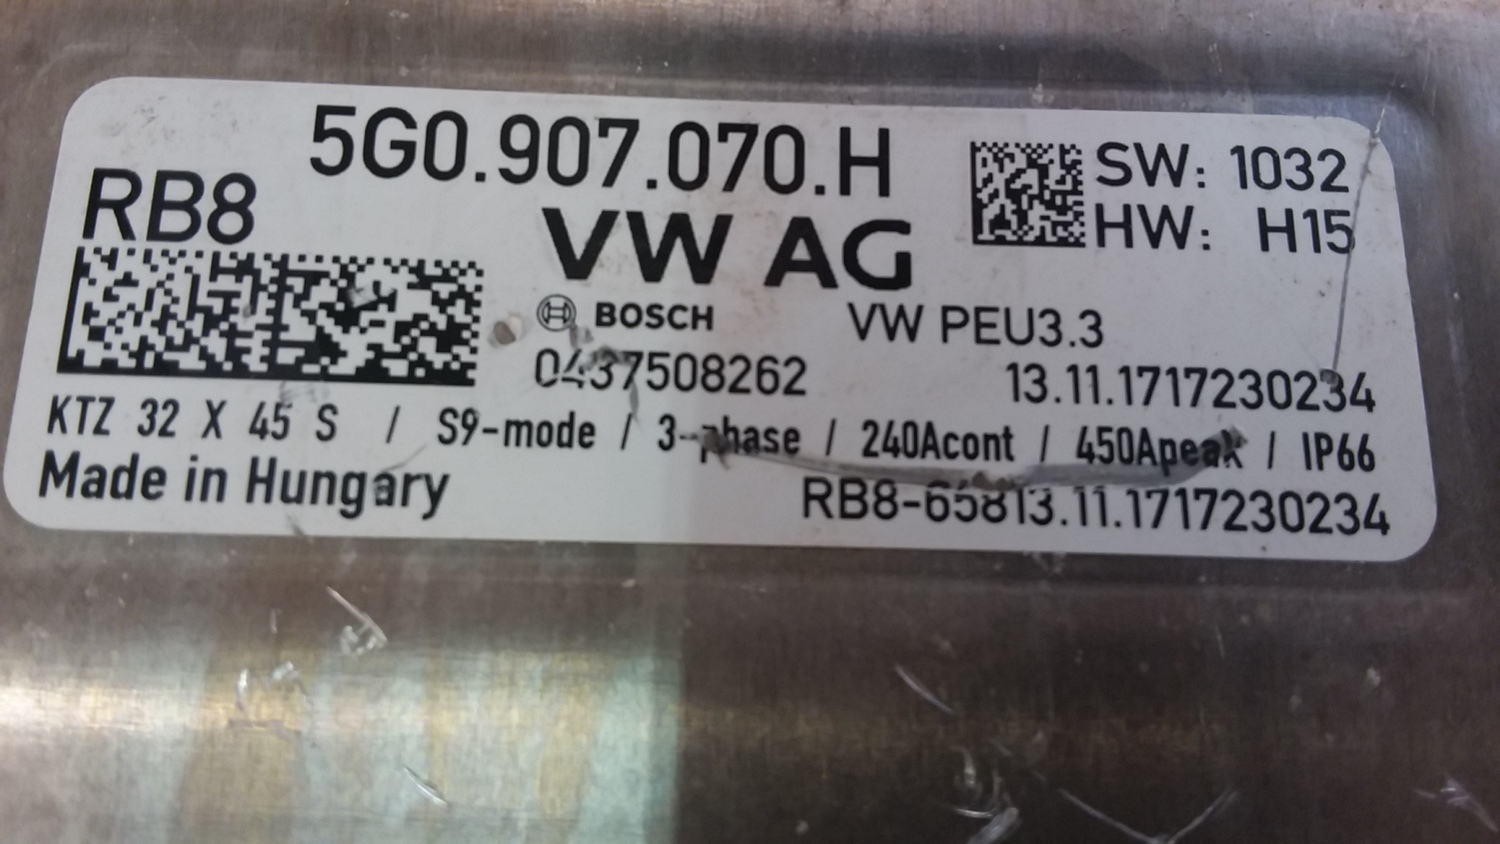 5G0.907.070.H
RB8
SW: 1032
HW: H15
VW AG
BOSCH
VW PEU3.3
0437508262
13.11.1717230234
KTZ 32 X 45 S / S9-mode / 3-phase / 240Acont / 450Apeak / IP66
Made in Hungary
RB8-65813.11.1717230234